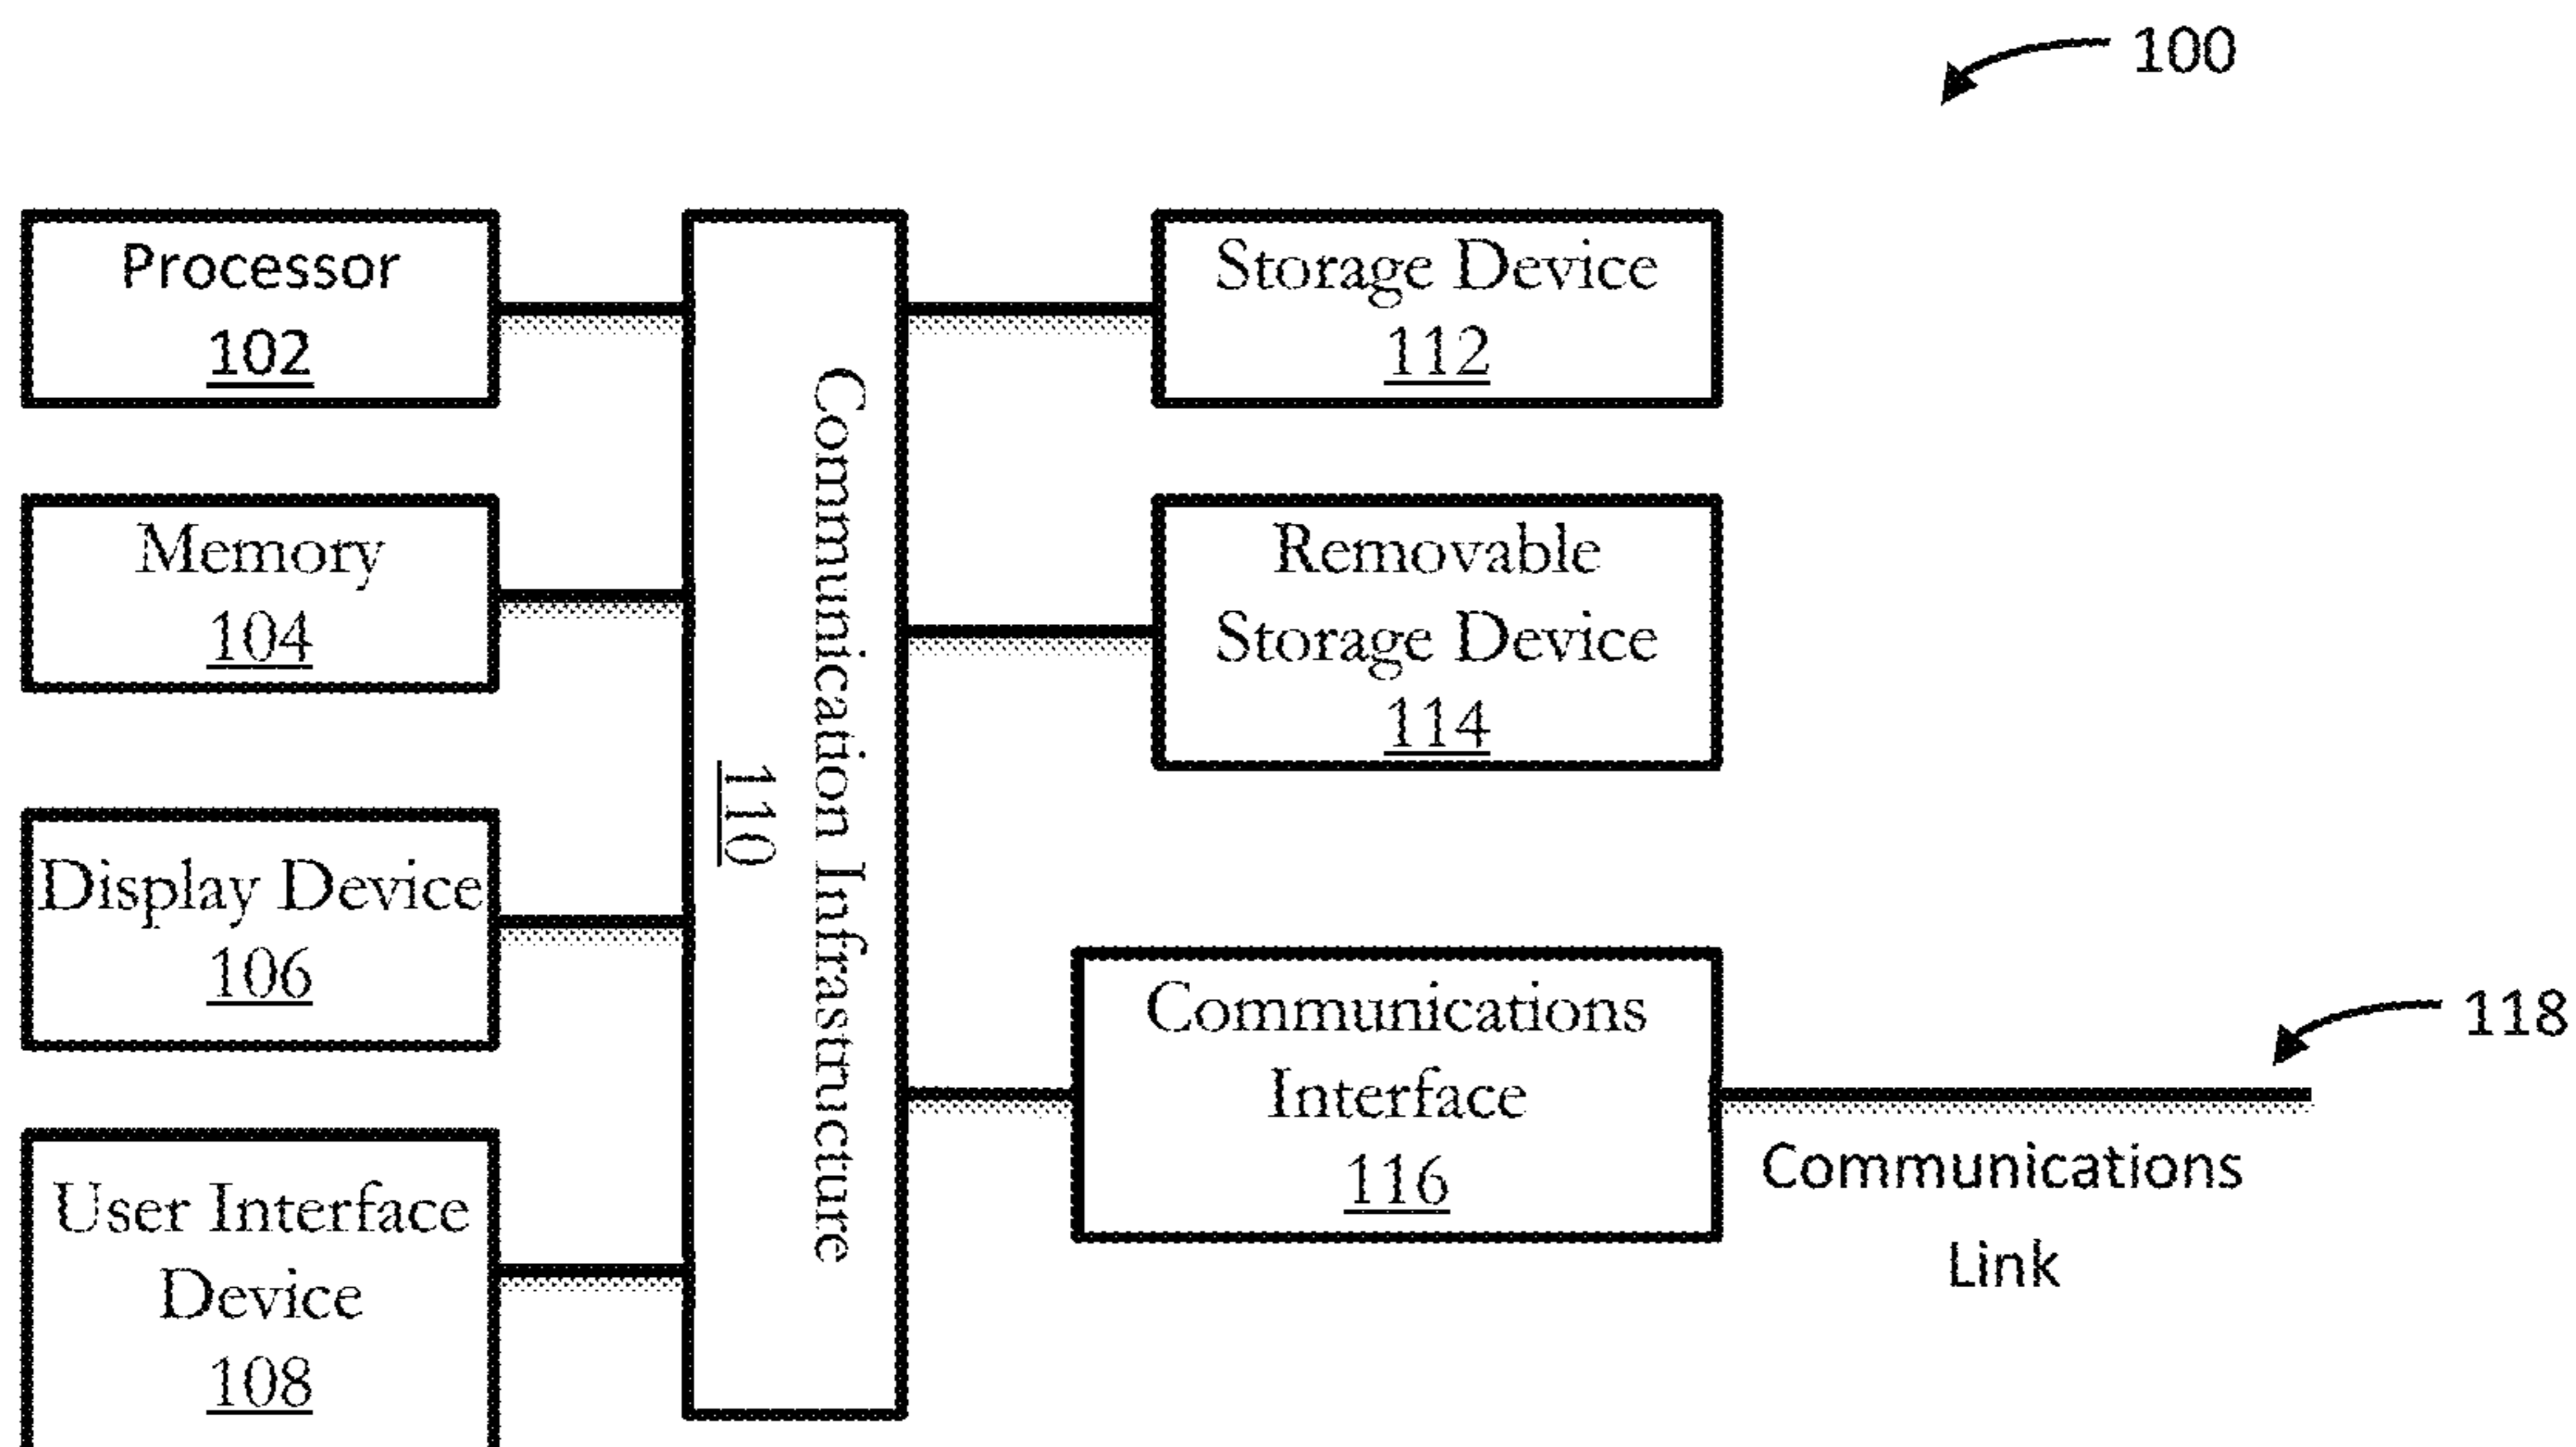 100
Processor
102
Memory
104
Display Device
106
User Interface
Device
108
Communication Infrastructure
110
Storage Device
112
Removable
Storage Device
114
Communications
Interface
116
118
Communications
Link